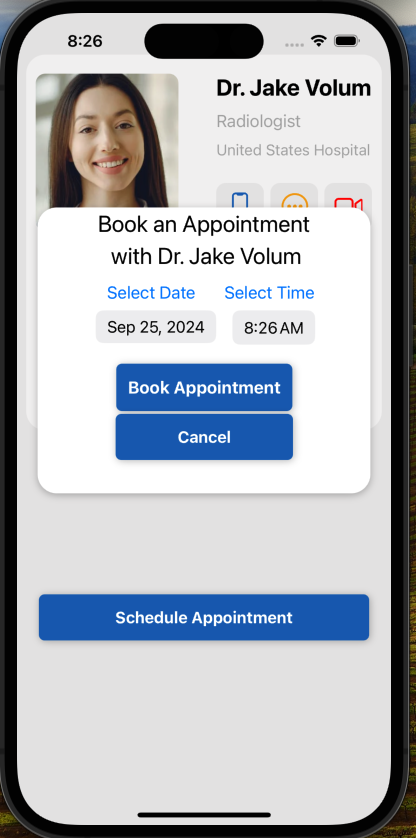 8:26
Dr. Jake Volum
Radiologist
United States Hospital
Book an Appointment
with Dr. Jake Volum
Select Date Select Time
Sep 25, 2024 8:26 AM
Book Appointment
Cancel
Schedule Appointment